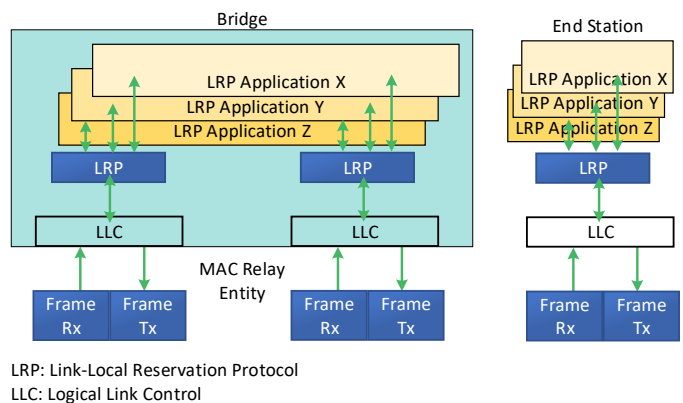 Bridge
End Station
LRP Application X
LRP Application Y
LRP Application Z
LRP
LRP
LLC
LLC
MAC Relay
Entity
Frame
Rx
Frame
Tx
Frame
Rx
Frame
Tx
LRP Application X
LRP Application Y
LRP Application Z
LRP
LLC
Frame
Rx
Frame
Tx
LRP: Link-Local Reservation Protocol
LLC: Logical Link Control